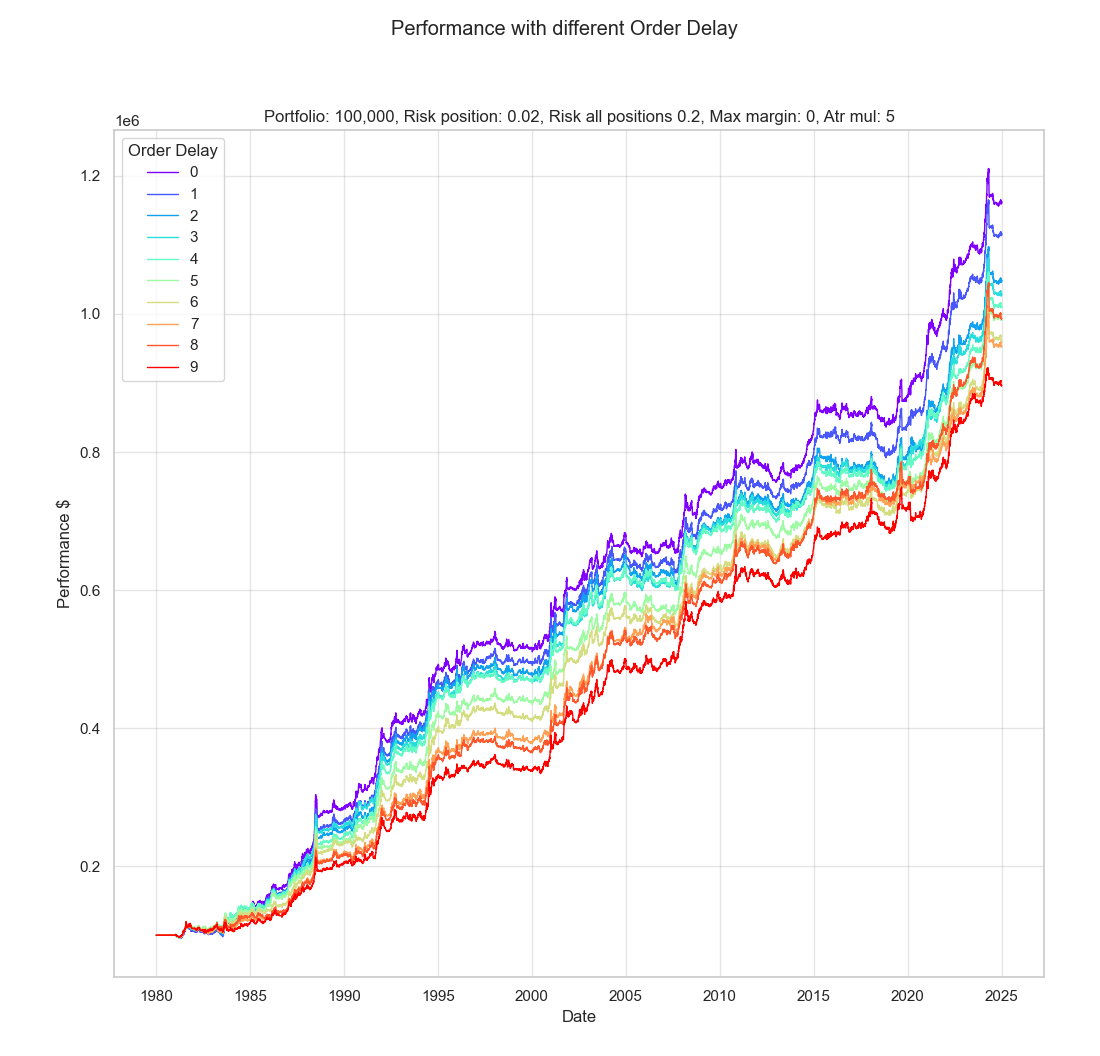 Performance with different Order Delay
Portfolio: 100,000, Risk position: 0.02, Risk all positions 0.2, Max margin: 0, Atr mul: 5
1e6
Order Delay
0
1
2
3
4
5
6
7
8
9
1.2
1.0
0.8
0.6
0.4
0.2
Performance $
1980 1985 1990 1995 2000 2005 2010 2015 2020 2025
Date